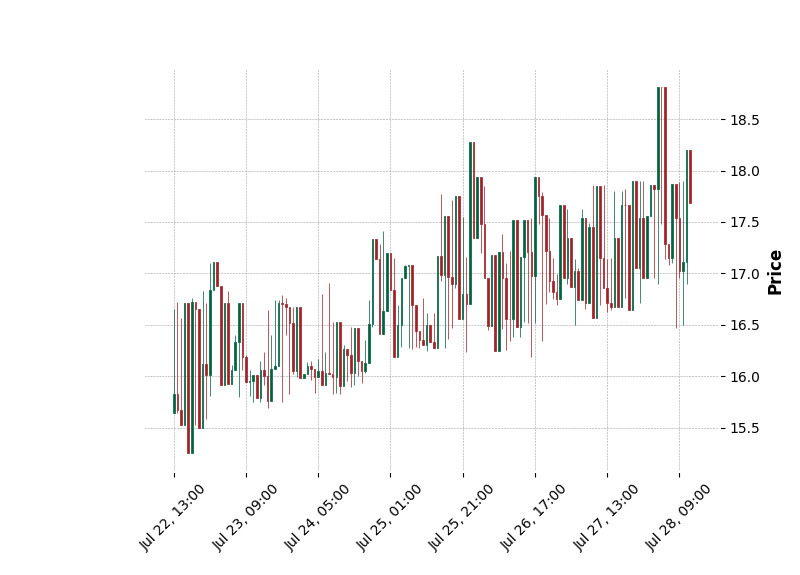 18.5
18.0
17.5
17.0
16.5
16.0
15.5
Price
Jul 22, 13:00
Jul 23, 09:00
Jul 24, 05:00
Jul 25, 01:00
Jul 25, 21:00
Jul 26, 17:00
Jul 27, 13:00
Jul 28, 09:00